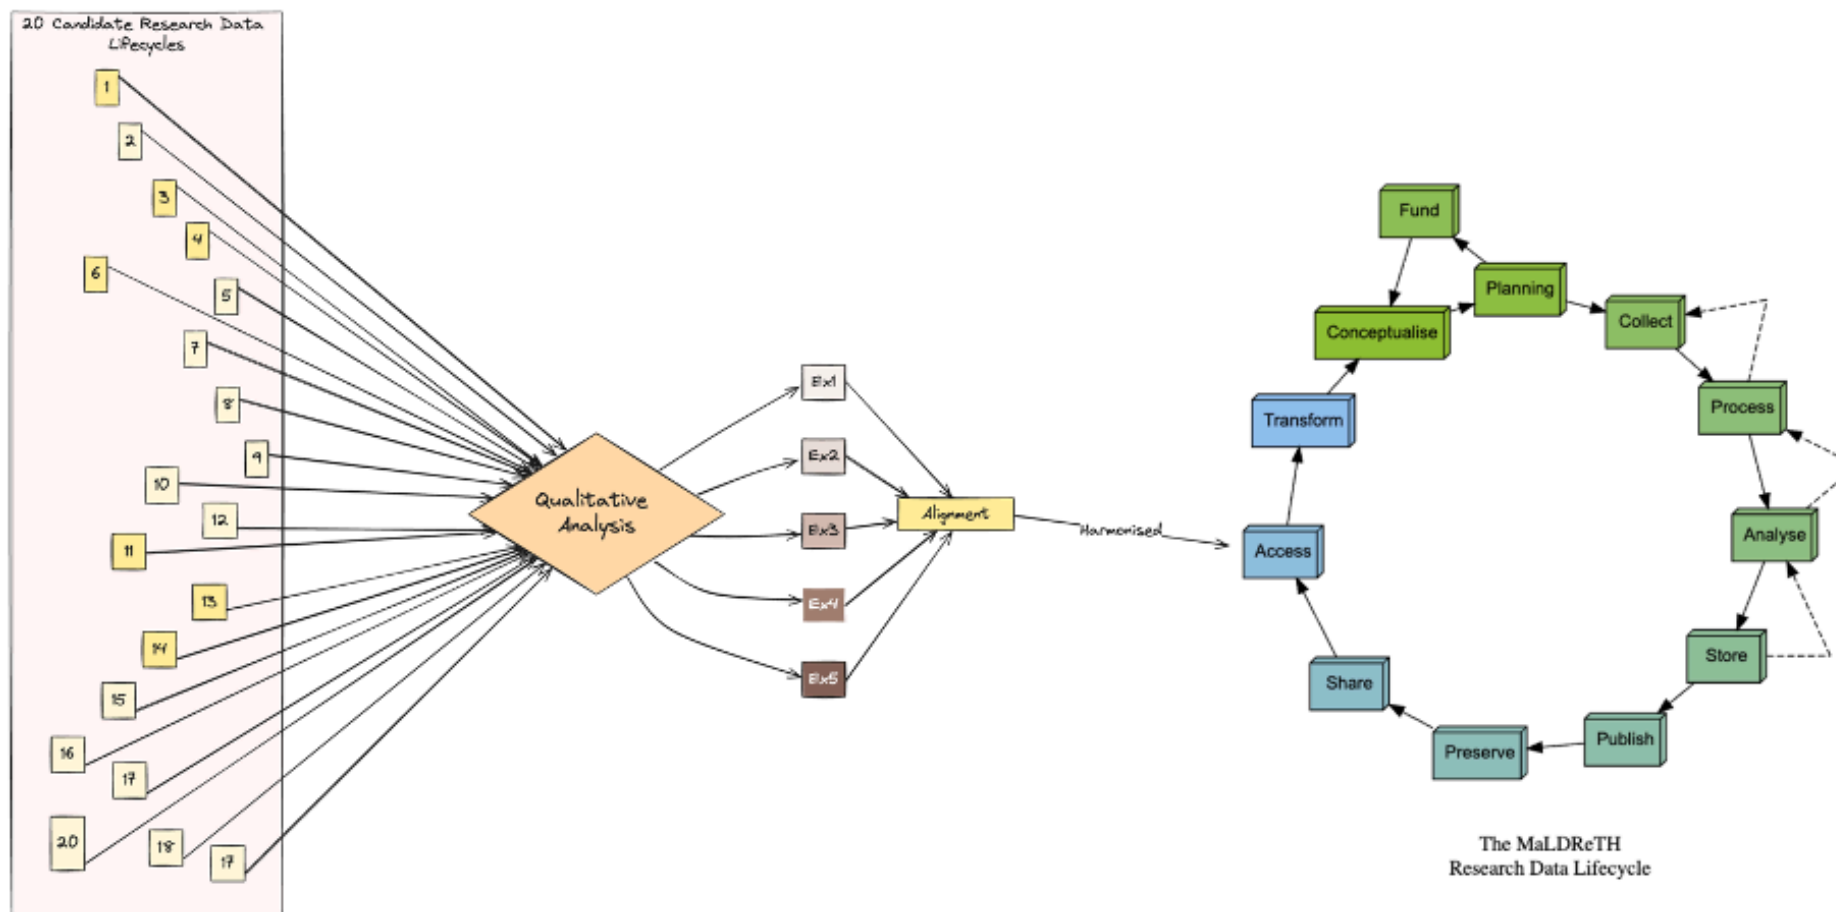 20 Candidate Research Data
Lifecycles
1
2
3
4
6
5
7
8
9
10
12
11
13
14
15
16
17
20
18
17
Qualitative
Analysis
Ex1
Ex2
Ex3
Ex4
Ex5
Alignment
Harmonised
Fund
Planning
Conceptualise
Collect
Process
Transform
Analyse
Access
Store
Share
Publish
Preserve
The MaLDReTH
Research Data Lifecycle